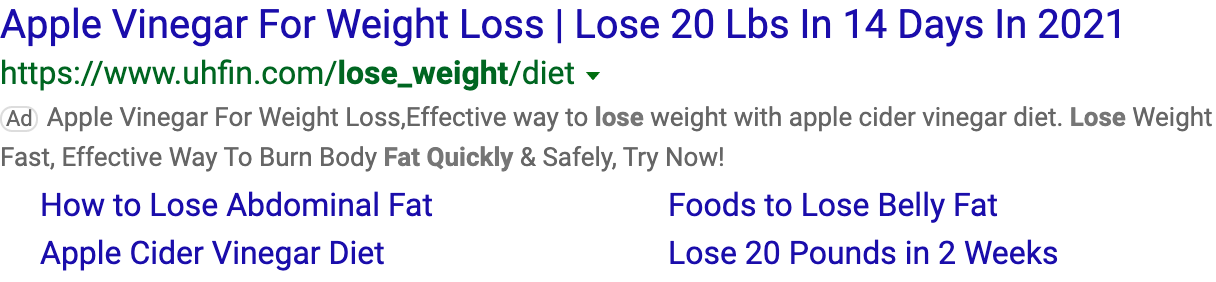 Apple Vinegar For Weight Loss | Lose 20 Lbs In 14 Days In 2021
https://www.uhfin.com/lose_weight/diet
Ad Apple Vinegar For Weight Loss,Effective way to lose weight with apple cider vinegar diet. Lose Weight
Fast, Effective Way To Burn Body Fat Quickly & Safely, Try Now!
How to Lose Abdominal Fat Foods to Lose Belly Fat
Apple Cider Vinegar Diet Lose 20 Pounds in 2 Weeks